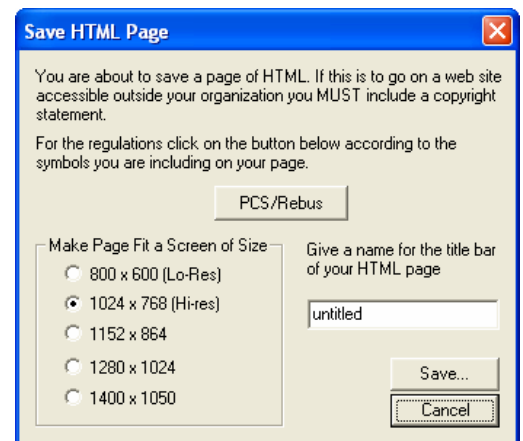 Save HTML Page
You are about to save a page of HTML. If this is to go on a web site
accessible outside your organization you MUST include a copyright
statement.
For the regulations click on the button below according to the
symbols you are including on your page.
PCS/Rebus
Make Page Fit a Screen of Size
800 x 600 (Lo-Res)
1024 x 768 (Hi-res)
1152 x 864
1280 x 1024
1400 x 1050
Give a name for the title bar
of your HTML page
untitled
Save...
Cancel